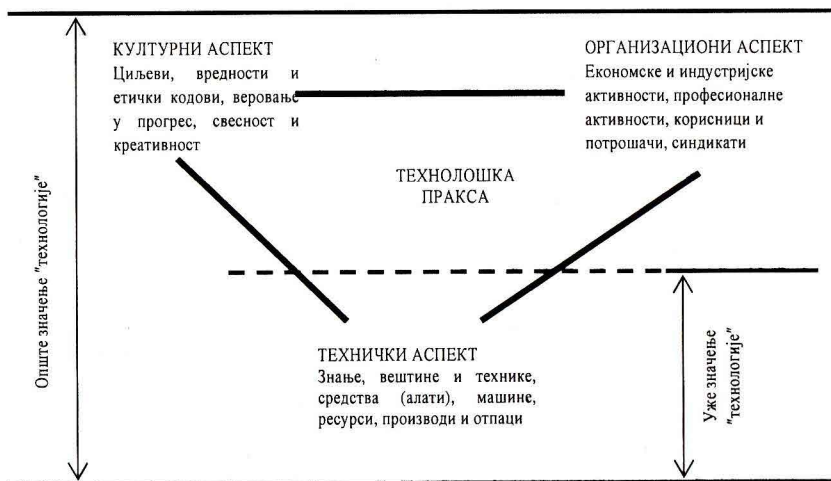 КУЛТУРНИ АСПЕКТ
Циљеви, вредности и
етички кодови, веровање
у прогрес, свесност и
креативност
ОРГАНИЗАЦИОНИ АСПЕКТ
Економске и индустријске
активности, професионалне
активности, корисници и
потрошачи, синдикати
ТЕХНОЛОШКА
ПРАКСА
Опште значење "технологије"
ТЕХНИЧКИ АСПЕКТ
Знање, вештине и технике,
средства (алати), машине,
ресурси, производи и отпаци
Уже значење
"технологије"